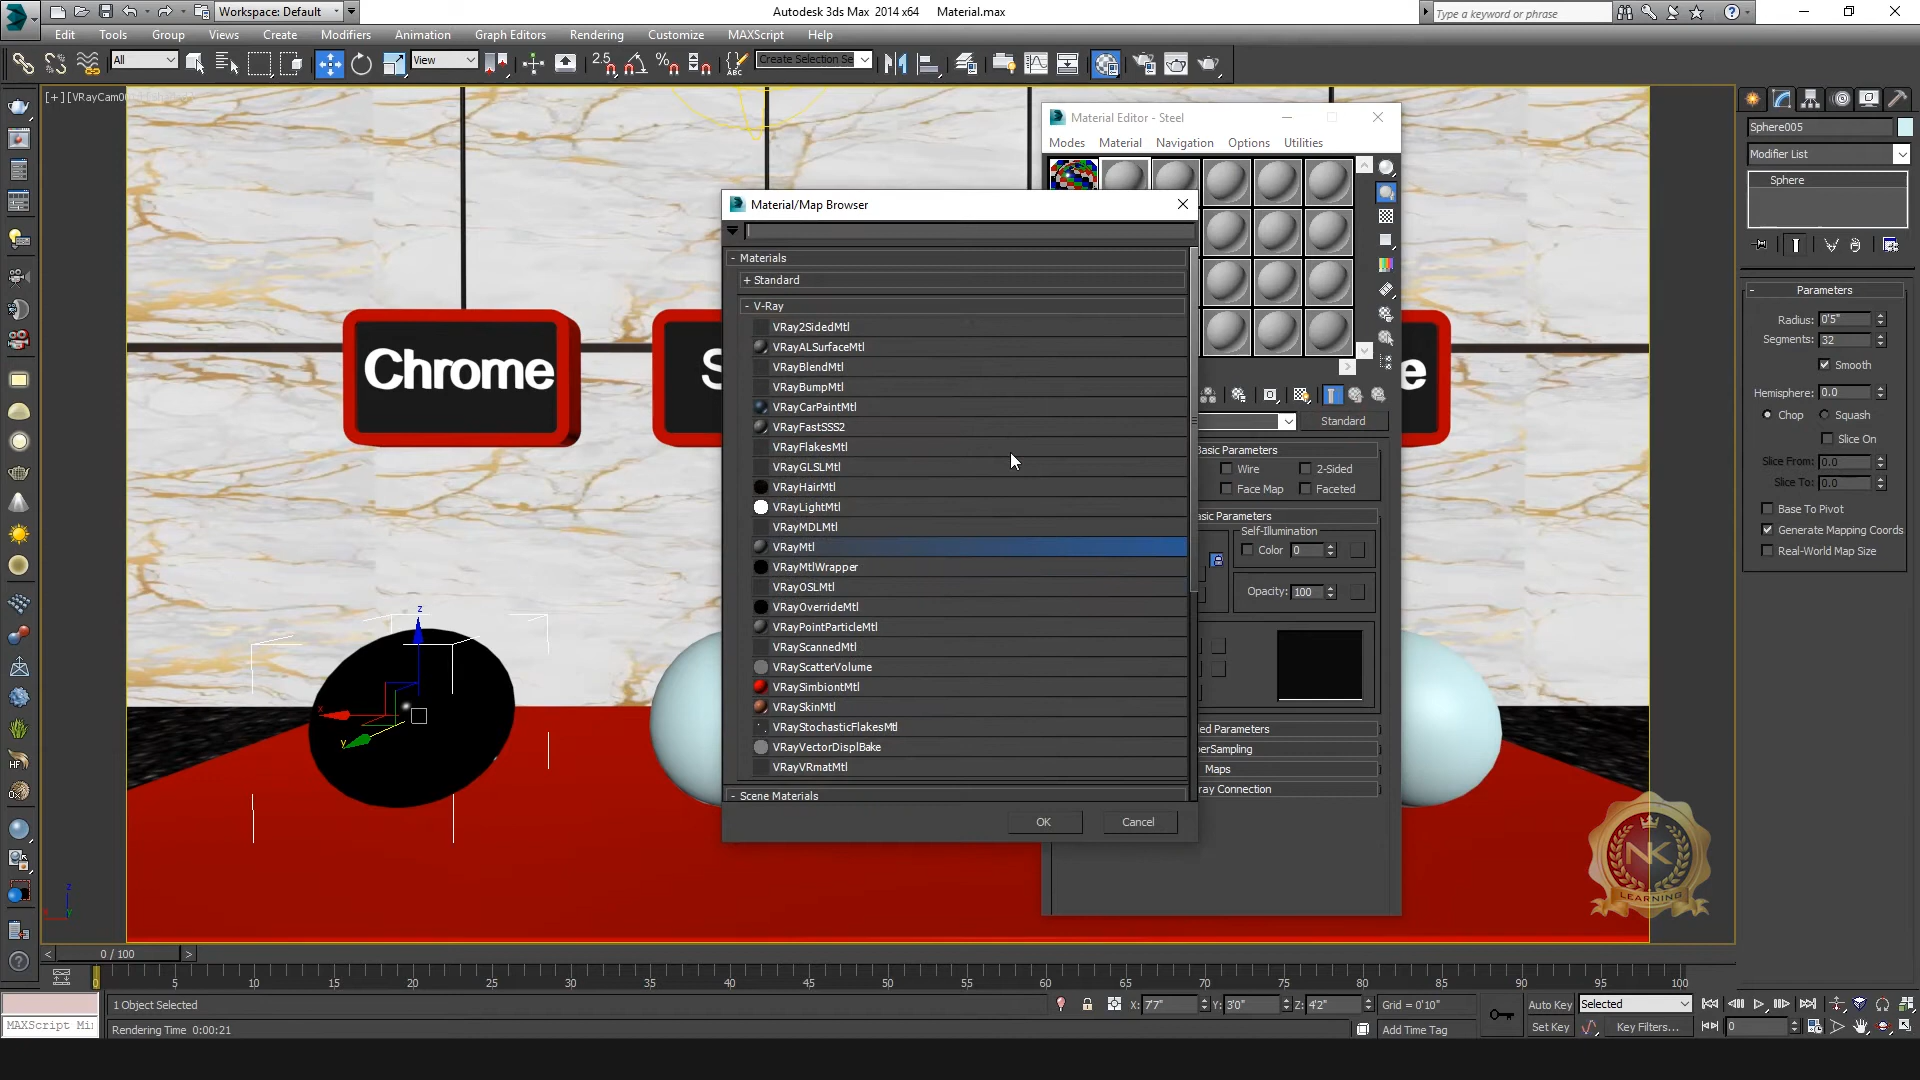 Workspace: Default
Autodesk 3ds Max 2014 x64 Material.max
Type a keyword or phrase
Edit Tools Group Views Create Modifiers Animation Graph Editors Rendering Customize MAXScript Help
All
View
2.5
Create Selection Se
[+][VRayCam00
Material Editor - Steel
Modes Material Navigation Options Utilities
Material/Map Browser
- Materials
+ Standard
- V-Ray
VRay2SidedMtl
VRayALSurfaceMtl
VRayBlendMtl
VRayBumpMtl
VRayCarPaintMtl
VRayFastSSS2
VRayFlakesMtl
VRayGLSLMtl
VRayHairMtl
VRayLightMtl
VRayMDLMtl
VRayMtl
VRayMtlWrapper
VRayOSLMtl
VRayOverrideMtl
VRayPointParticleMtl
VRayScannedMtl
VRayScatterVolume
VRaySimbiontMtl
VRaySkinMtl
VRayStochasticFlakesMtl
VRayVectorDisplBake
VRayVRmatMtl
- Scene Materials
OK Cancel
Standard
Basic Parameters
Wire 2-Sided
Face Map Faceted
asic Parameters
Self-Illumination
Color 0
Opacity: 100
ed Parameters
perSampling
Maps
ray Connection
Chrome
S
e
z
x
y
Sphere005
Modifier List
Sphere
- Parameters
Radius: 0'5"
Segments: 32
Smooth
Hemisphere: 0.0
Chop Squash
Slice On
Slice From: 0.0
Slice To: 0.0
Base To Pivot
Generate Mapping Coords
Real-World Map Size
NK
LEARNING
HF
< 0 / 100 >
0 5 10 15 20 25 30 35 40 45 50 55 60 65 70 75 80 85 90 95 100
1 Object Selected
X: 7'7" Y: 3'0" Z: 4'2" Grid = 0'10"
Auto Key Selected
MAXScript Mi
Rendering Time 0:00:21
Add Time Tag
Set Key Key Filters...
0